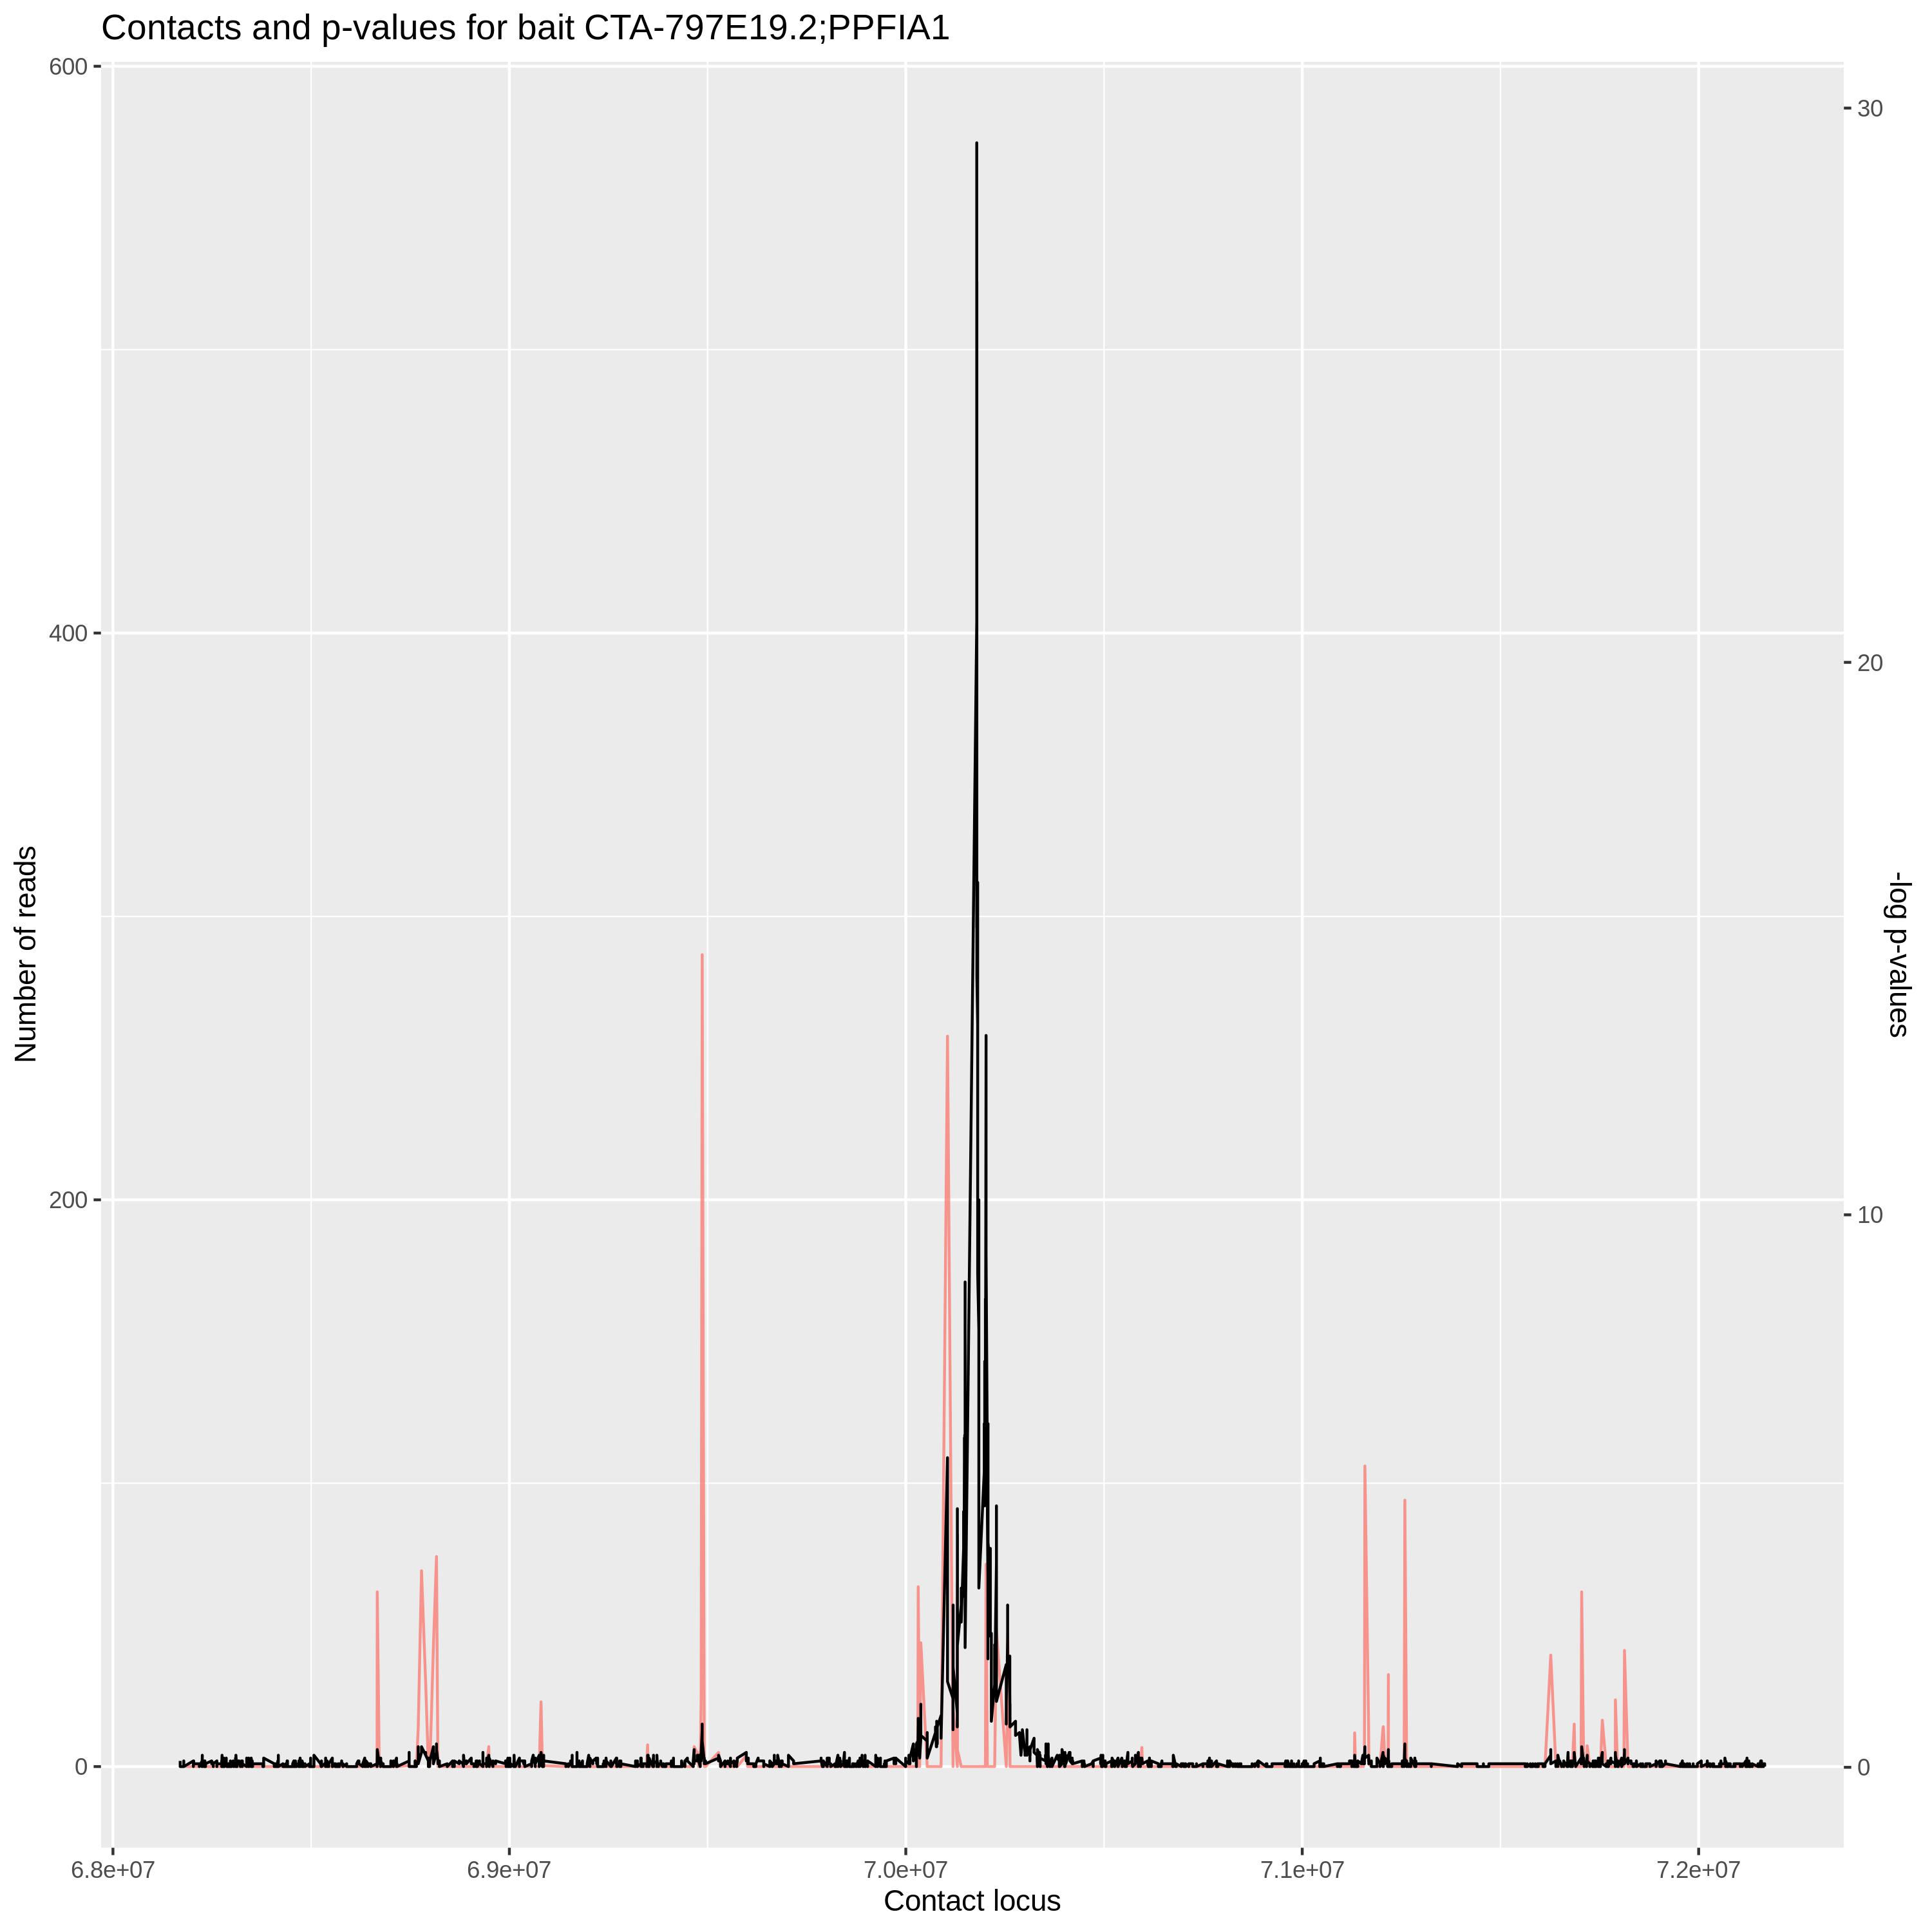 Contacts and p-values for bait CTA-797E19.2;PPFIA1
600
400
200
0
Number of reads
30
20
10
0
-log p-values
6.8e+07
6.9e+07
7.0e+07
7.1e+07
7.2e+07
Contact locus